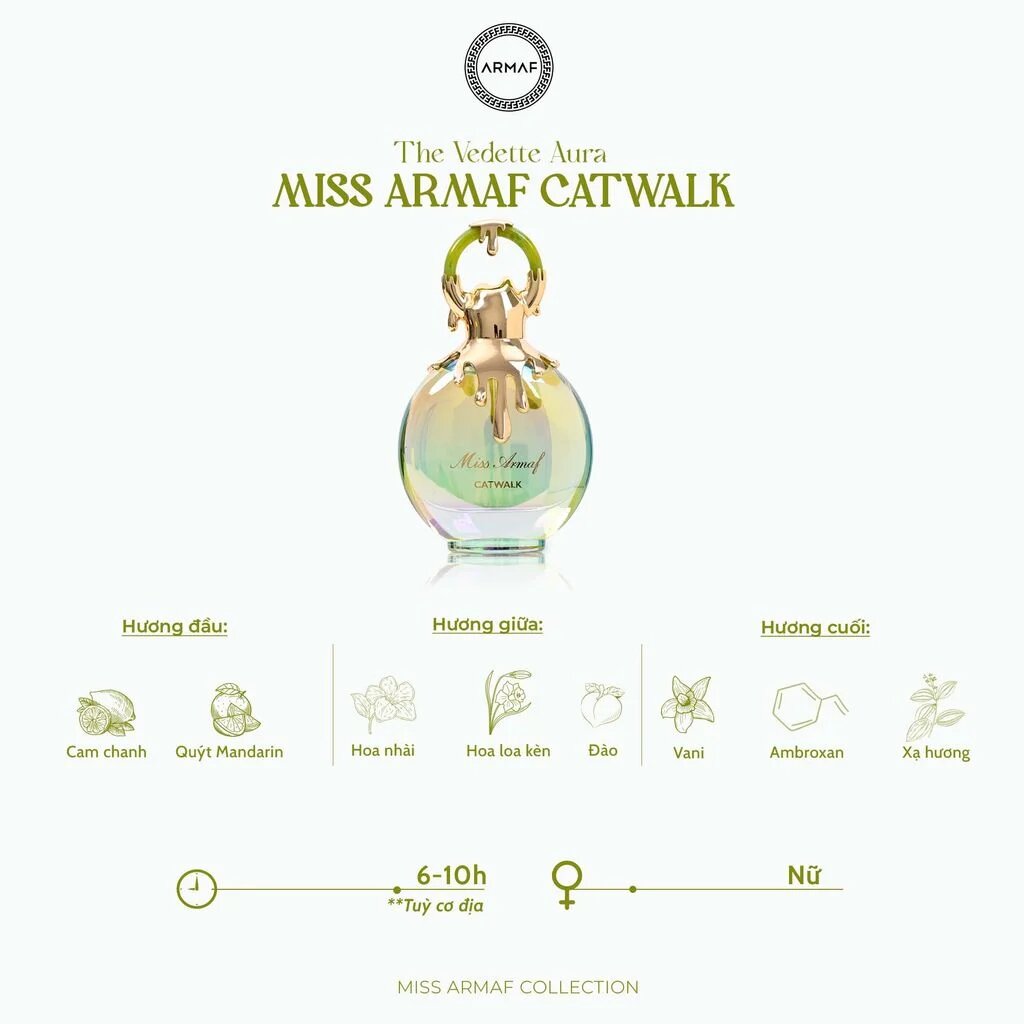 ARMAF
The Vedette Aura
MISS ARMAF CATWALK
Miss Armaf
CATWALK
Hương đầu:
Cam chanh
Quýt Mandarin
Hương giữa:
Hoa nhài
Hoa loa kèn
Đào
Hương cuối:
Vani
Ambroxan
Xạ hương
6-10h
**Tuỳ cơ địa
Nữ
MISS ARMAF COLLECTION